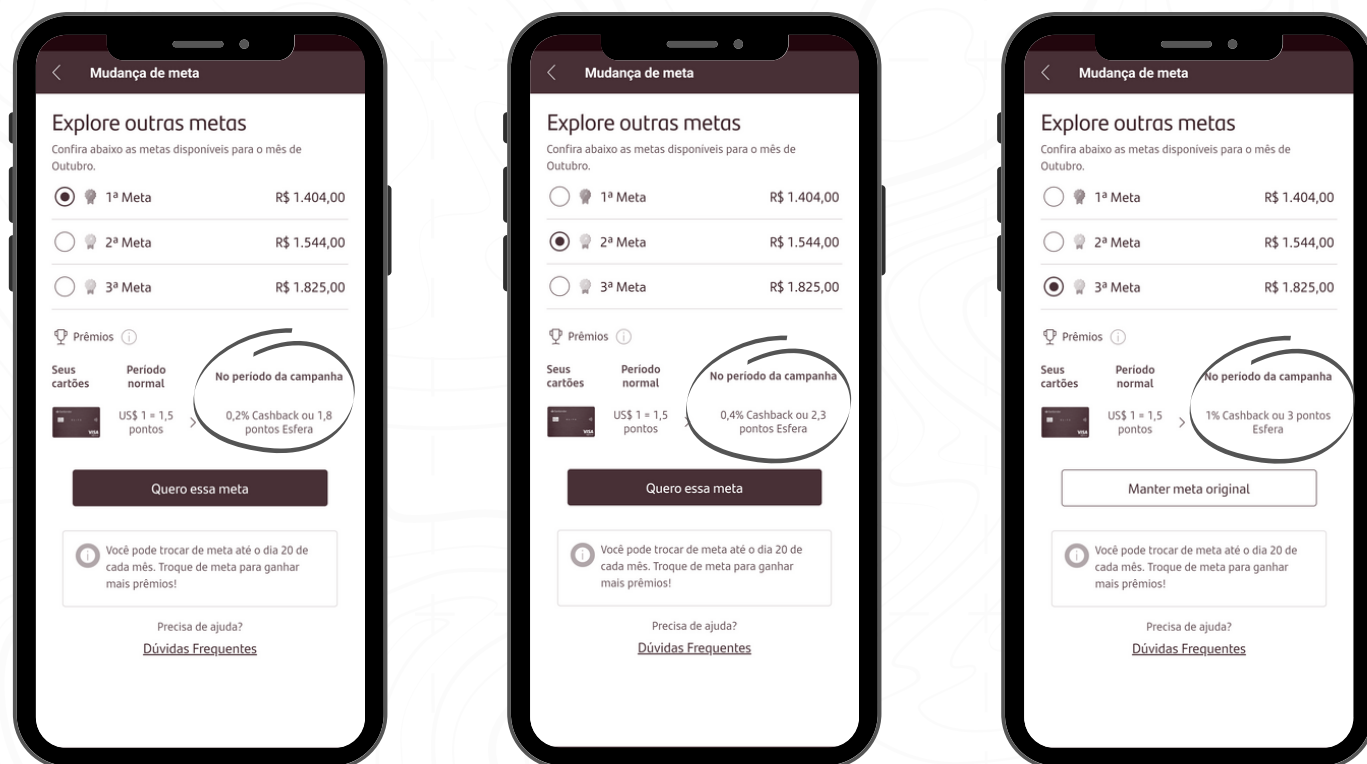 Mudança de meta
Explore outras metas
Confira abaixo as metas disponíveis para o mês de
Outubro.
1ª Meta R$ 1.404,00
2ª Meta R$ 1.544,00
3ª Meta R$ 1.825,00
Prêmios
Seus cartões
Período normal
No período da campanha
US$ 1 = 1,5
pontos
0,2% Cashback ou 1,8
pontos Esfera
VISA
Quero essa meta
Você pode trocar de meta até o dia 20 de
cada mês. Troque de meta para ganhar
mais prêmios!
Precisa de ajuda?
Dúvidas Frequentes
Mudança de meta
Explore outras metas
Confira abaixo as metas disponíveis para o mês de
Outubro.
1ª Meta R$ 1.404,00
2ª Meta R$ 1.544,00
3ª Meta R$ 1.825,00
Prêmios
Seus cartões
Período normal
No período da campanha
US$ 1 = 1,5
pontos
0,4% Cashback ou 2,3
pontos Esfera
VISA
Quero essa meta
Você pode trocar de meta até o dia 20 de
cada mês. Troque de meta para ganhar
mais prêmios!
Precisa de ajuda?
Dúvidas Frequentes
Mudança de meta
Explore outras metas
Confira abaixo as metas disponíveis para o mês de
Outubro.
1ª Meta R$ 1.404,00
2ª Meta R$ 1.544,00
3ª Meta R$ 1.825,00
Prêmios
Seus cartões
Período normal
No período da campanha
US$ 1 = 1,5
pontos
1% Cashback ou 3 pontos
Esfera
VISA
Manter meta original
Você pode trocar de meta até o dia 20 de
cada mês. Troque de meta para ganhar
mais prêmios!
Precisa de ajuda?
Dúvidas Frequentes